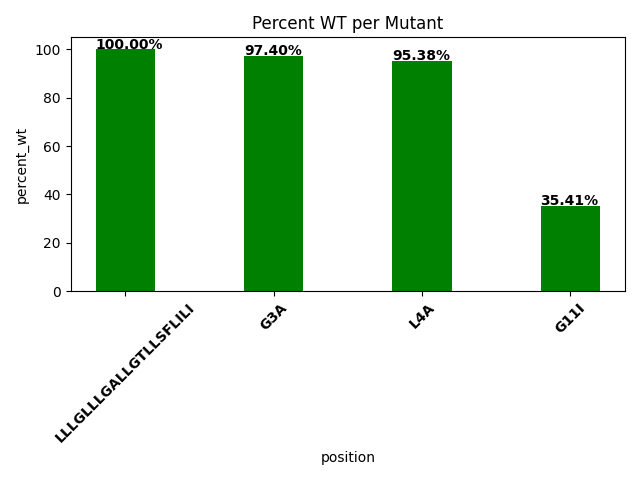 Percent WT per Mutant
percent_wt
100
80
60
40
20
0
100.00%
97.40%
95.38%
35.41%
LLLGLLLGALLGTLLSFLILI
G3A
L4A
G11I
position